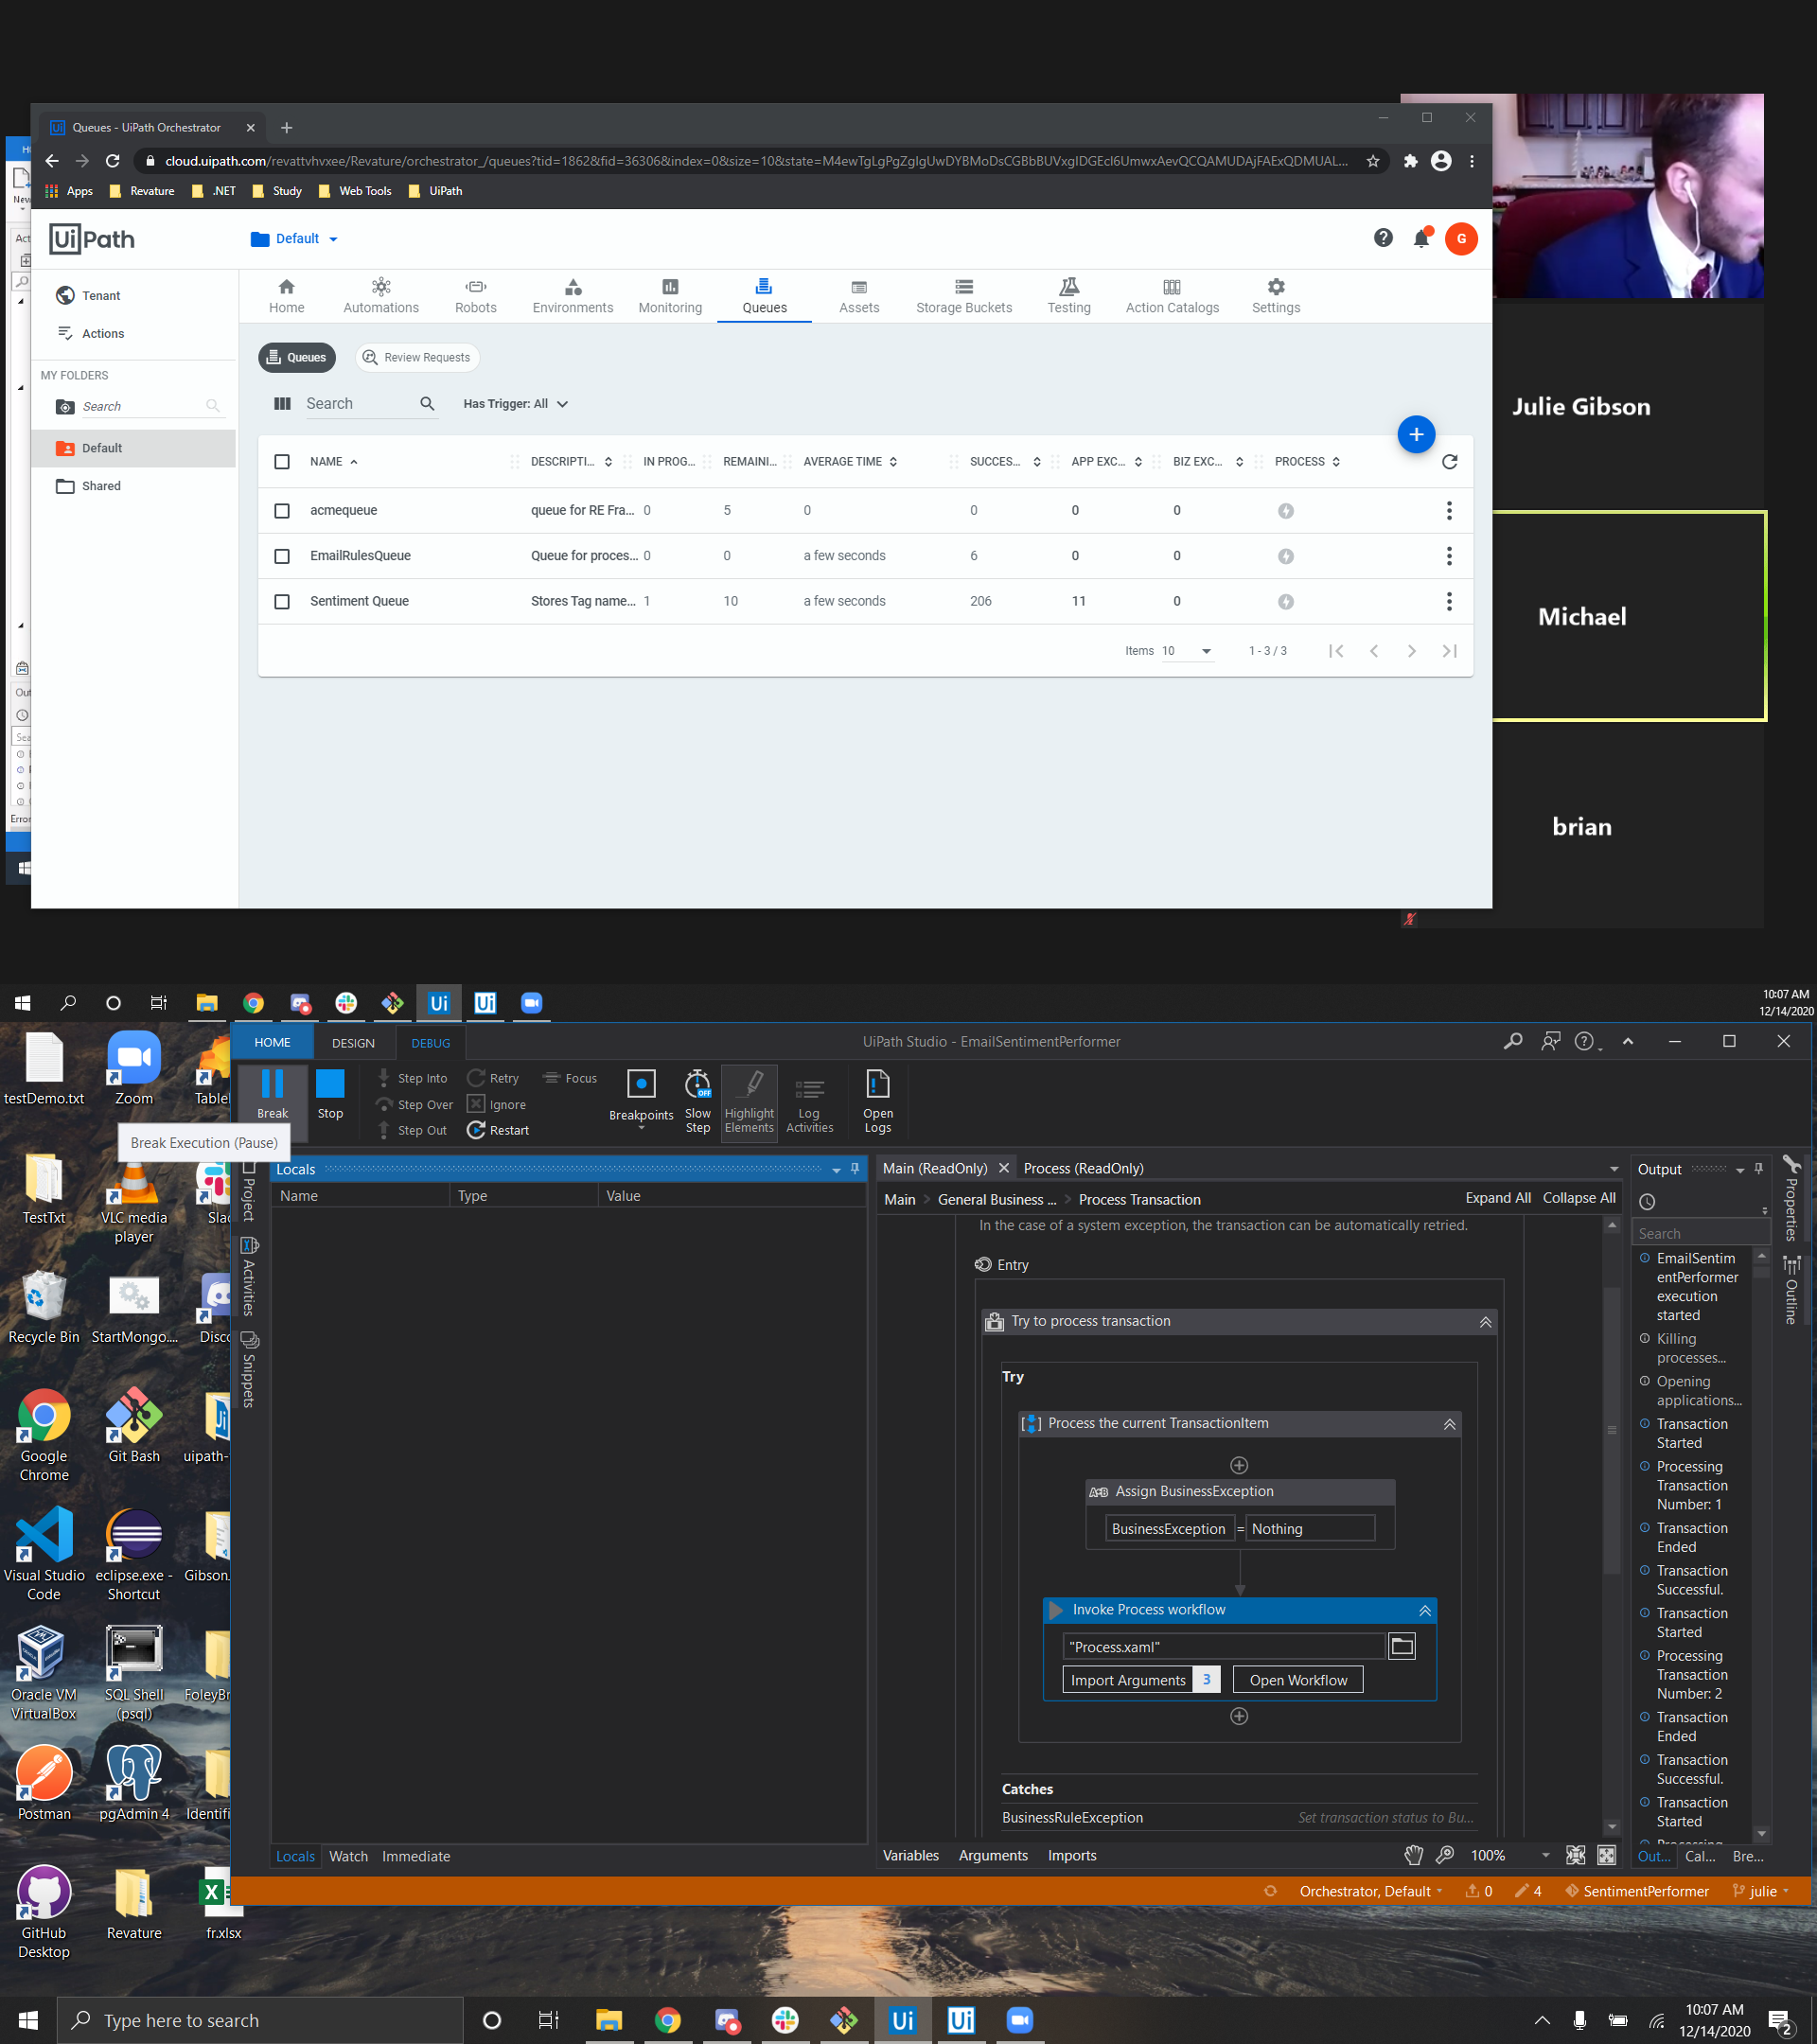 Queues - UiPath Orchestrator
cloud.uipath.com/revattvhvxee/Revature/orchestrator_/queues?tid=1862&fid=36306&index=0&size=10&state=M4ewTgLgPgZglgUwDYBMoDsCGBbBUVxgIDGEcI6UmwxAevQCQAMUDAjFAExQDMUAL...
Apps Revature .NET Study Web Tools UiPath
New
UiPath
Default
G
Tenant
Actions
MY FOLDERS
Search
Default
Shared
Home Automations Robots Environments Monitoring Queues Assets Storage Buckets Testing Action Catalogs Settings
Queues Review Requests
Search Has Trigger: All
NAME DESCRIPTI... IN PROG... REMAINI... AVERAGE TIME SUCCES... APP EXC... BIZ EXC... PROCESS
acmequeue queue for RE Fra... 0 5 0 0 0 0
EmailRulesQueue Queue for proces... 0 0 a few seconds 6 0 0
Sentiment Queue Stores Tag name... 1 10 a few seconds 206 11 0
Items 10 1 - 3 / 3
Julie Gibson
Michael
brian
10:07 AM
12/14/2020
testDemo.txt Zoom
TestTxt VLC media player
Recycle Bin StartMongo....
Google Chrome Git Bash uipath-
Visual Studio Code eclipse.exe - Shortcut Gibson.
Oracle VM VirtualBox SQL Shell (psql) FoleyBr
Postman pgAdmin 4 Identifi
GitHub Desktop Revature fr.xlsx
HOME DESIGN DEBUG
UiPath Studio - EmailSentimentPerformer
Break Stop
Step Into Retry Focus
Step Over Ignore
Step Out Restart
Breakpoints Slow Step Highlight Elements Log Activities Open Logs
Break Execution (Pause)
Project
Activities
Snippets
Locals
Name Type Value
Locals Watch Immediate
Main (ReadOnly) Process (ReadOnly)
Main > General Business ... > Process Transaction
Expand All Collapse All
In the case of a system exception, the transaction can be automatically retried.
Entry
Try to process transaction
Try
Process the current TransactionItem
Assign BusinessException
BusinessException = Nothing
Invoke Process workflow
"Process.xaml"
Import Arguments 3 Open Workflow
Catches
BusinessRuleException Set transaction status to Bu...
Variables Arguments Imports 100%
Output
Search
EmailSentim
entPerformer
execution
started
Killing
processes...
Opening
applications...
Transaction
Started
Processing
Transaction
Number: 1
Transaction
Ended
Transaction
Successful.
Transaction
Started
Processing
Transaction
Number: 2
Transaction
Ended
Transaction
Successful.
Transaction
Started
Out... Cal... Bre...
Properties
Outline
Orchestrator, Default 0 4 SentimentPerformer julie
Type here to search
10:07 AM
12/14/2020
2